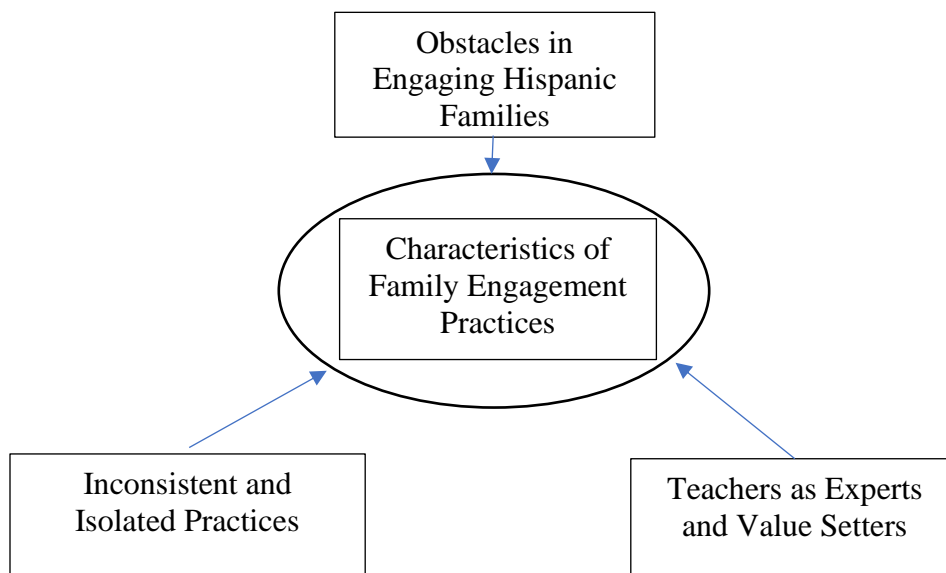 Obstacles in
Engaging Hispanic
Families
Characteristics of
Family Engagement
Practices
Inconsistent and
Isolated Practices
Teachers as Experts
and Value Setters